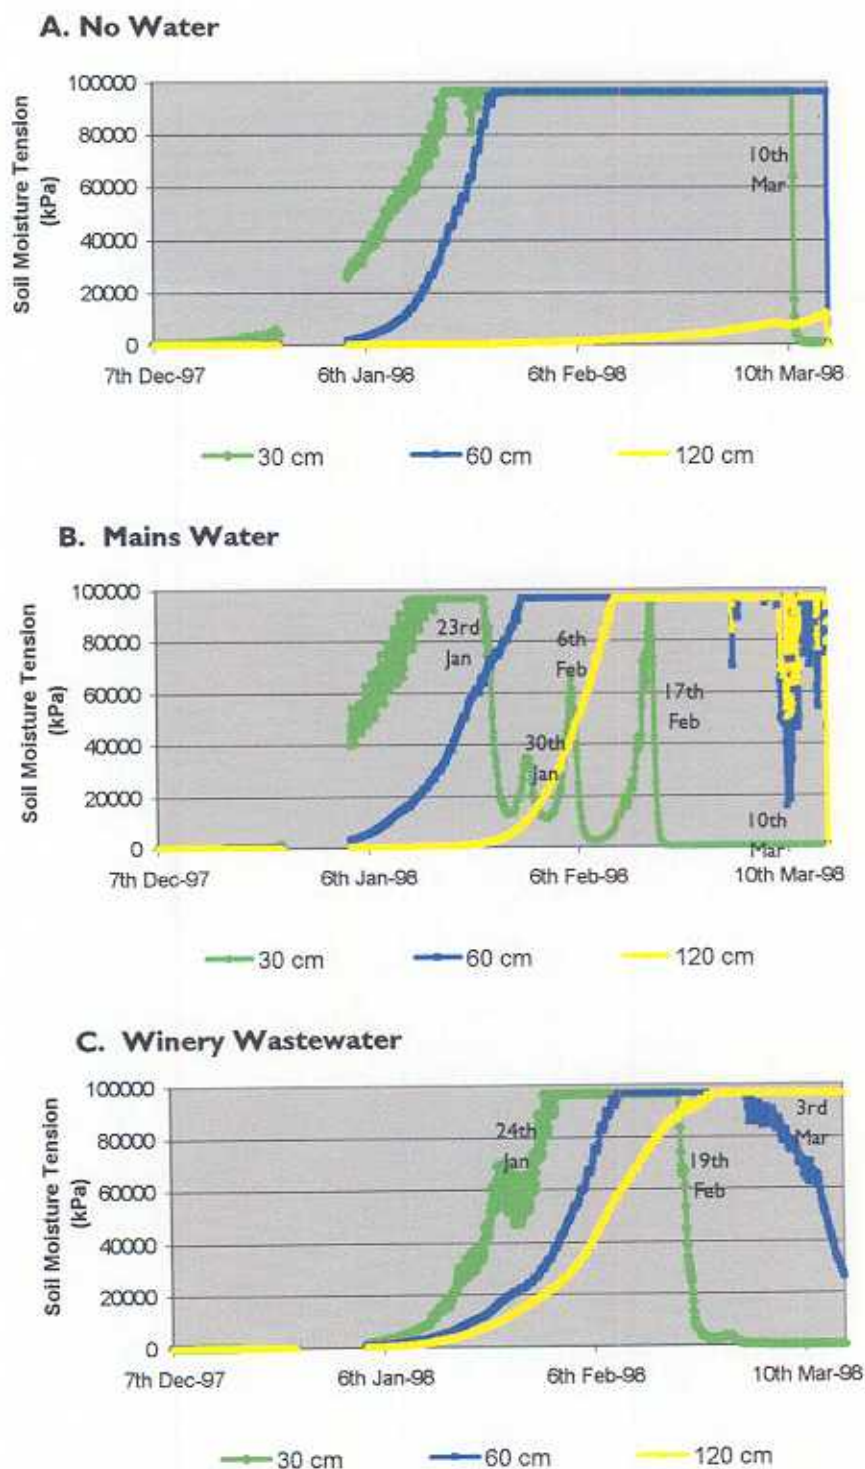 A. No Water
Soil Moisture Tension
(kPa)
100000
80000
60000
40000
20000
0
10th
Mar
7th Dec-97
6th Jan-98
6th Feb-98
10th Mar-98
30 cm
60 cm
120 cm
B. Mains Water
Soil Moisture Tension
(kPa)
100000
80000
60000
40000
20000
0
23rd
Jan
6th
Feb
17th
Feb
30th
Jan
10th
Mar
7th Dec-97
6th Jan-98
6th Feb-98
10th Mar-98
30 cm
60 cm
120 cm
C. Winery Wastewater
Soil Moisture Tension
(kPa)
100000
80000
60000
40000
20000
0
24th
Jan
3rd
Mar
19th
Feb
7th Dec-97
6th Jan-98
6th Feb-98
10th Mar-98
30 cm
60 cm
120 cm